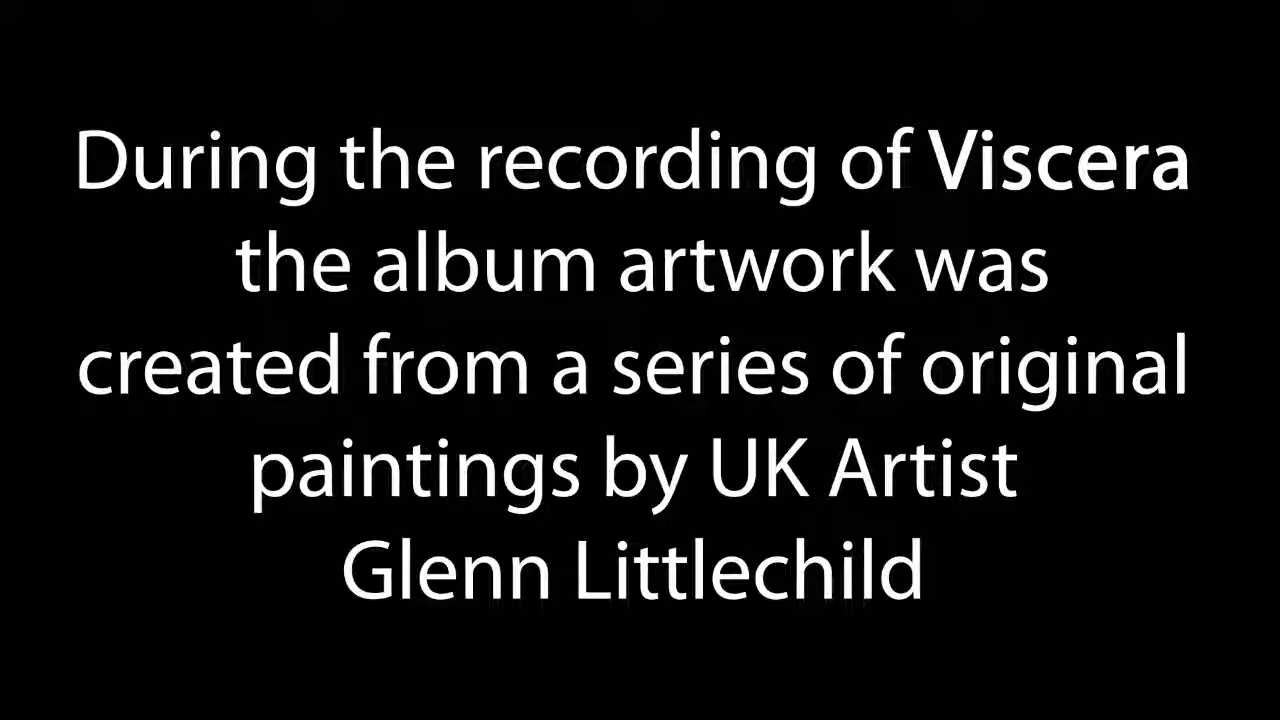 During the recording of Viscera
the album artwork was
created from a series of original
paintings by UK Artist
Glenn Littlechild